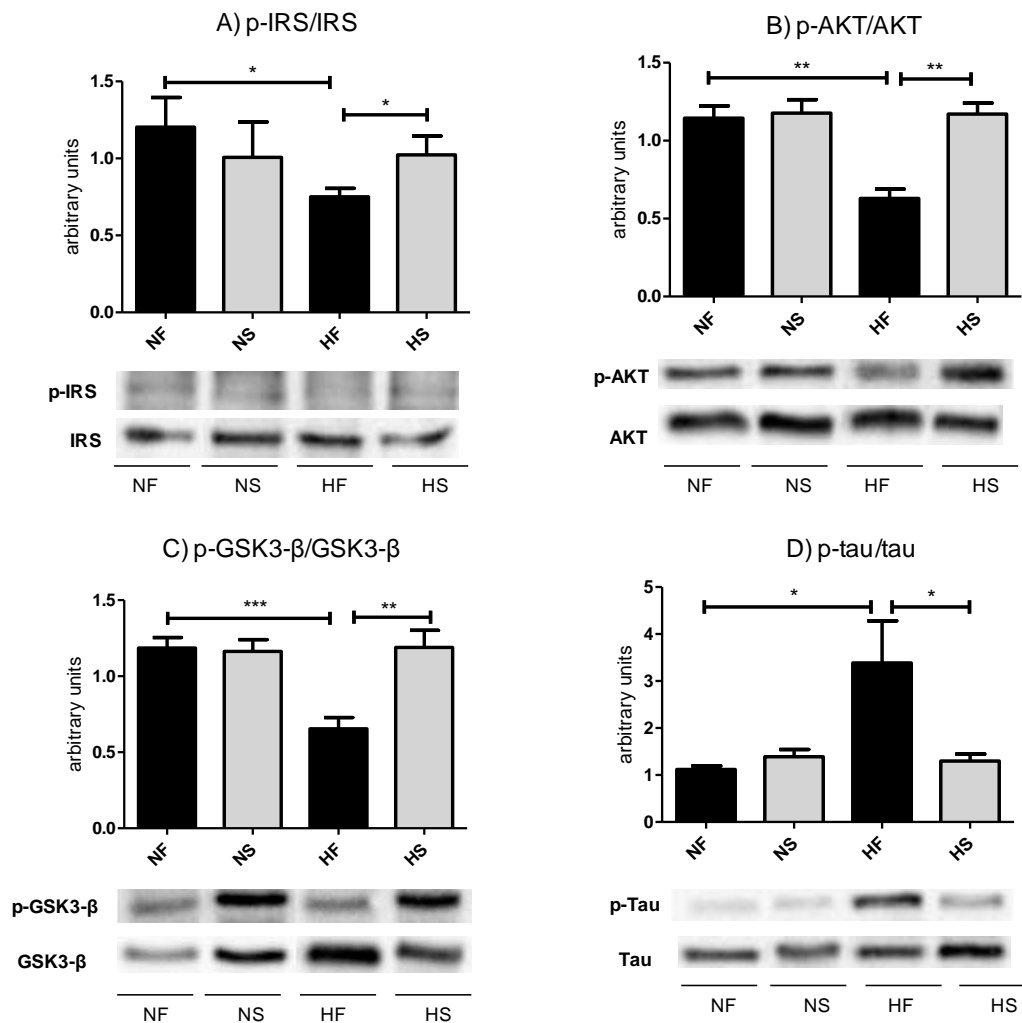 A) p-IRS/IRS
arbitrary units
1.5
1.0
0.5
0.0
*
*
NF
NS
HF
HS
p-IRS
IRS
NF NS HF HS
B) p-AKT/AKT
arbitrary units
1.5
1.0
0.5
0.0
**
**
NF
NS
HF
HS
p-AKT
AKT
NF NS HF HS
C) p-GSK3-β/GSK3-β
arbitrary units
1.5
1.0
0.5
0.0
***
**
NF
NS
HF
HS
p-GSK3-β
GSK3-β
NF NS HF HS
D) p-tau/tau
arbitrary units
5
4
3
2
1
0
*
*
NF
NS
HF
HS
p-Tau
Tau
NF NS HF HS